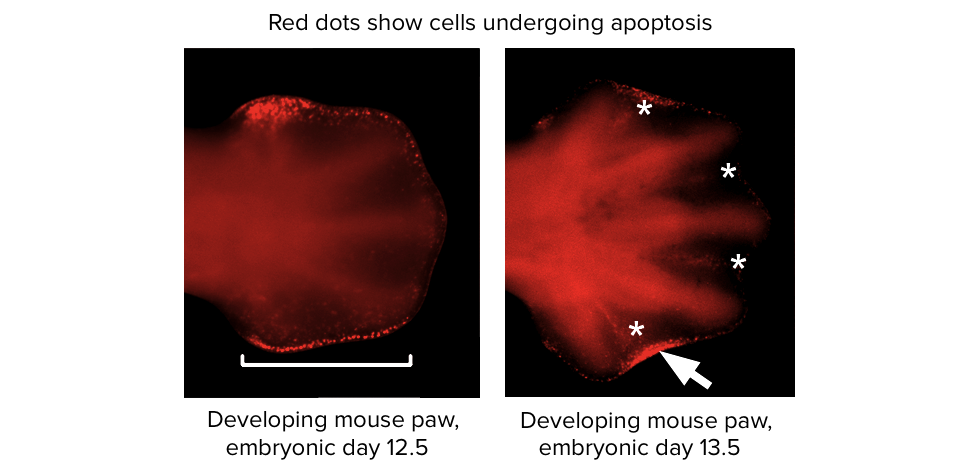 Red dots show cells undergoing apoptosis
*
*
*
*
Developing mouse paw,
embryonic day 12.5
Developing mouse paw,
embryonic day 13.5